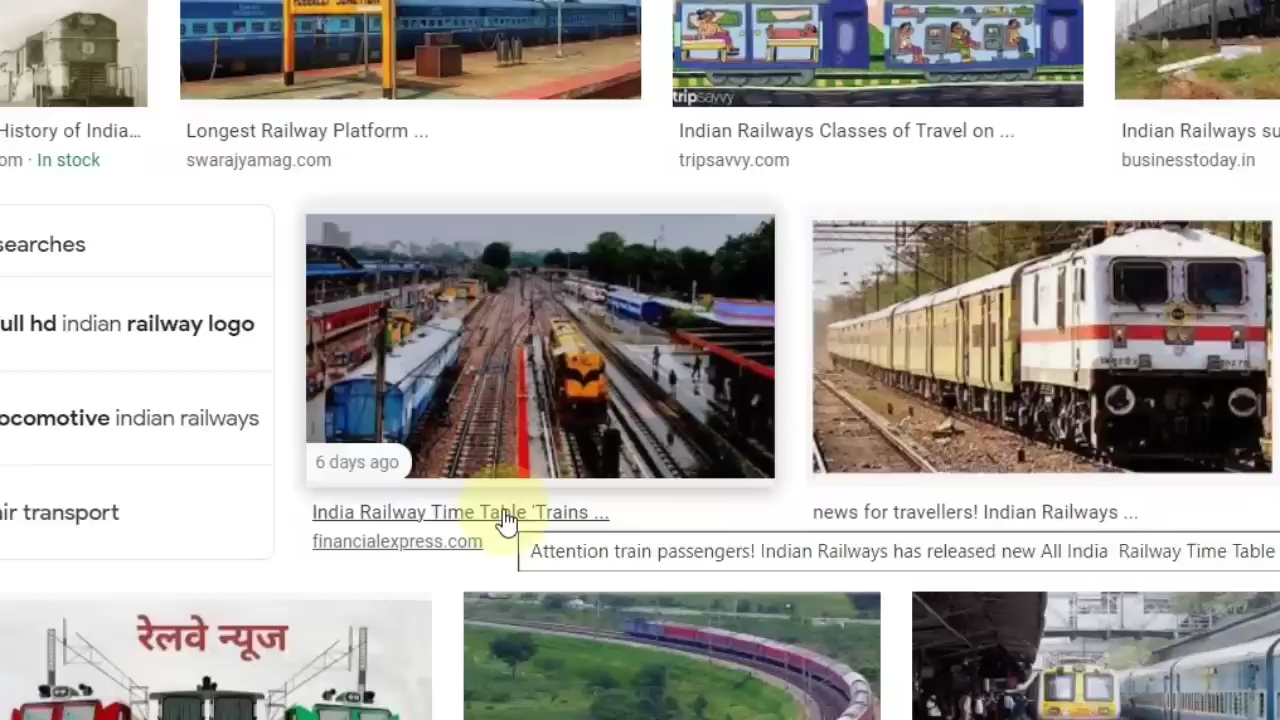 JUNCTION
tripsavvy
History of India...
Longest Railway Platform ...
Indian Railways Classes of Travel on ...
Indian Railways su
om · In stock
swarajyamag.com
tripsavvy.com
businesstoday.in
searches
full hd indian railway logo
ocomotive indian railways
air transport
6 days ago
India Railway Time Table 'Trains ...
financialexpress.com
news for travellers! Indian Railways ...
Attention train passengers! Indian Railways has released new All India Railway Time Table
रेलवे न्यूज